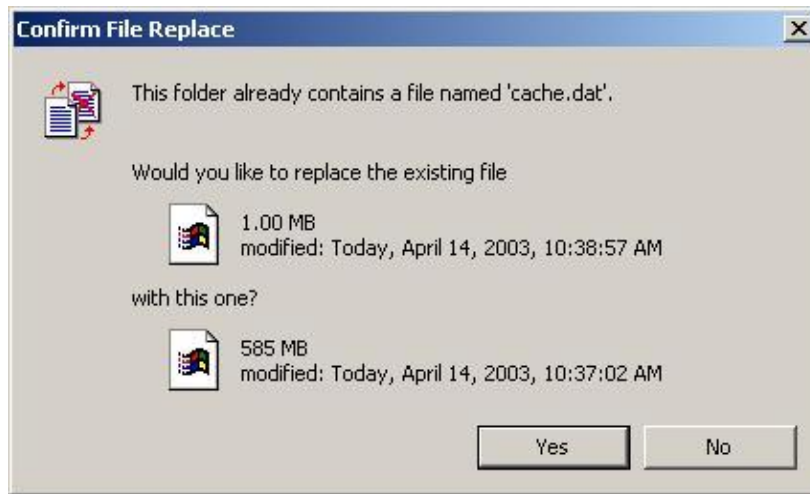 Confirm File Replace
This folder already contains a file named 'cache.dat'.
Would you like to replace the existing file
1.00 MB
modified: Today, April 14, 2003, 10:38:57 AM
with this one?
585 MB
modified: Today, April 14, 2003, 10:37:02 AM
Yes No